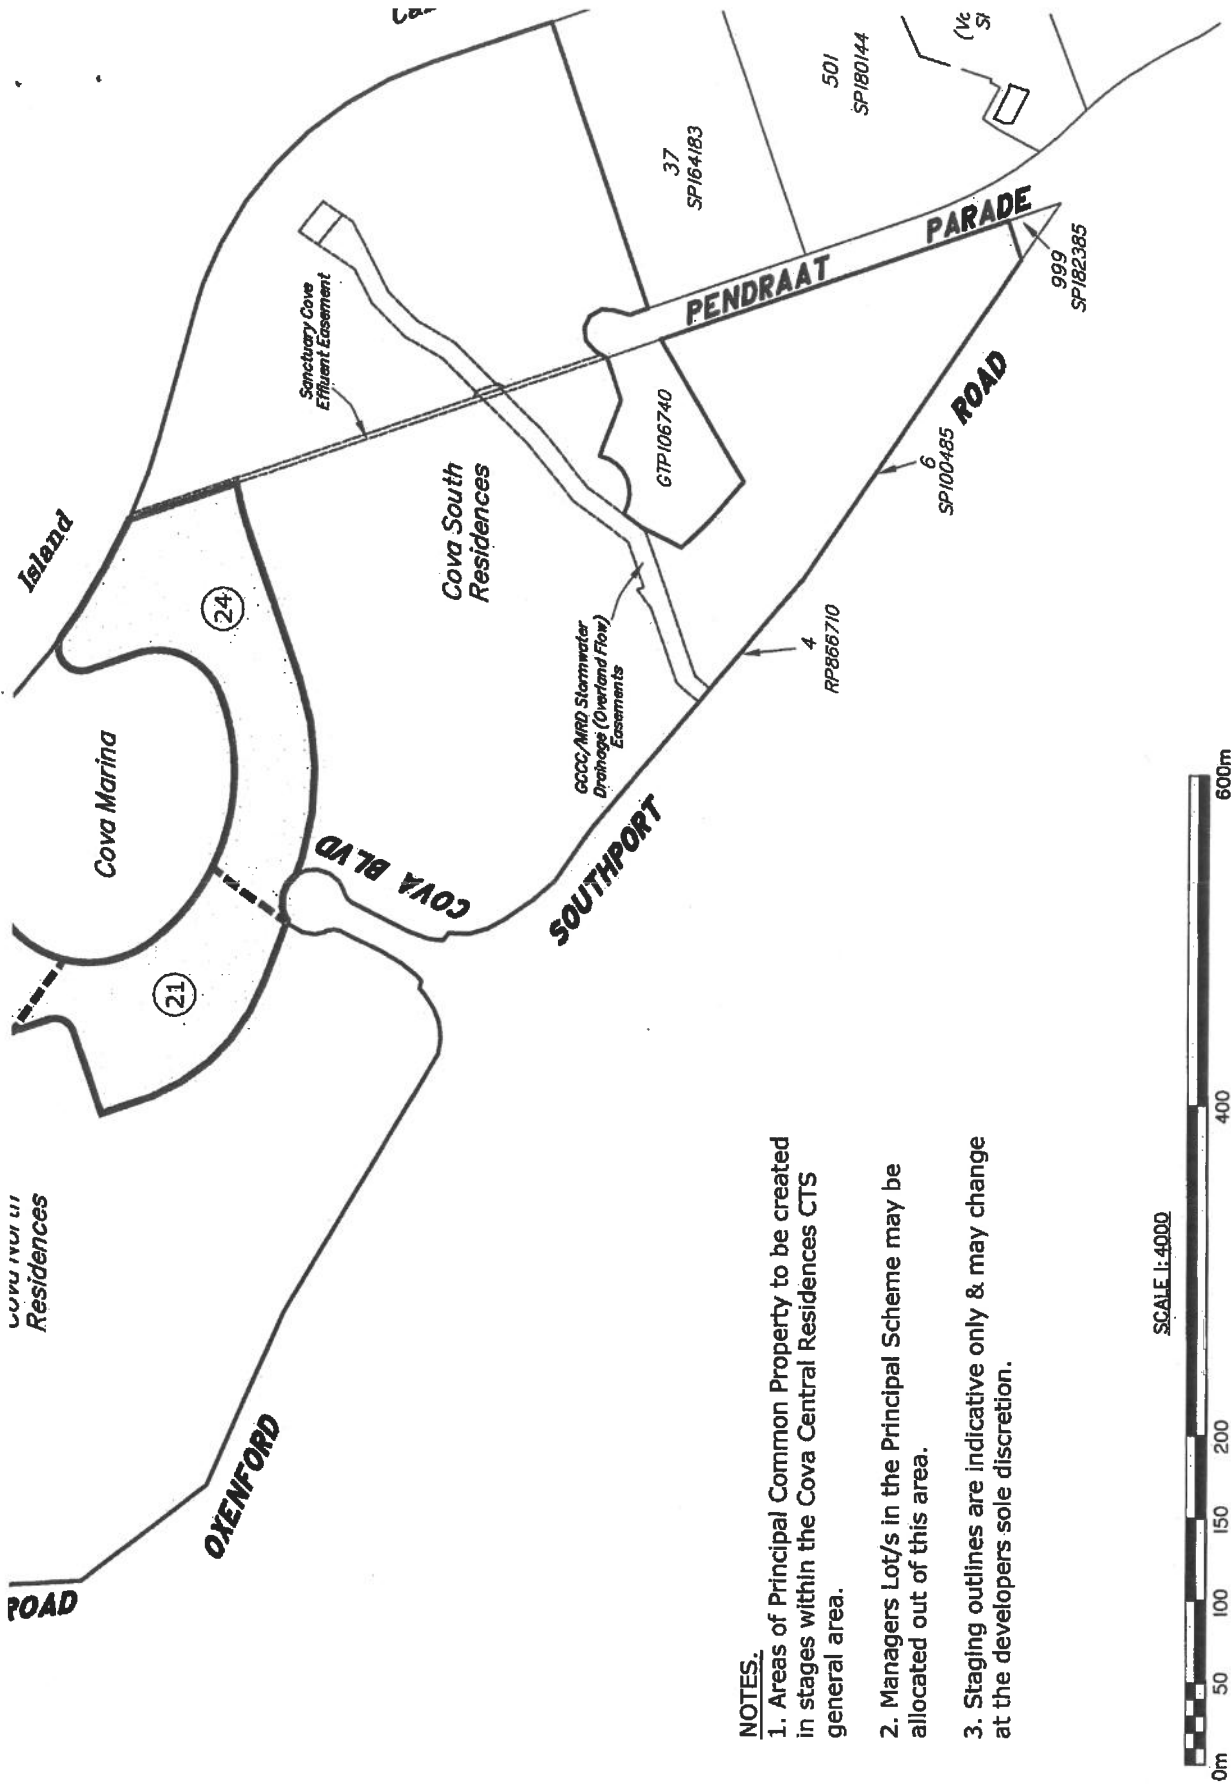 Island
Cova Marina
24
21
Residences
Sanctuary Cove
Effluent Easement
Cova South
Residences
GCCC/MRD Stormwater
Drainage (Overland Flow)
Easements
37
SP164183
501
SP180144
PENDRAAT PARADE
GTP106740
999
SP182385
6
SP100485
4
RP866710
COVA BLVD
SOUTHPORT ROAD
OXENFORD
ROAD
NOTES.
1. Areas of Principal Common Property to be created
in stages within the Cova Central Residences CTS
general area.
2. Managers Lot/s in the Principal Scheme may be
allocated out of this area.
3. Staging outlines are indicative only & may change
at the developers sole discretion.
SCALE 1:4000
0m 50 100 150 200 400 600m